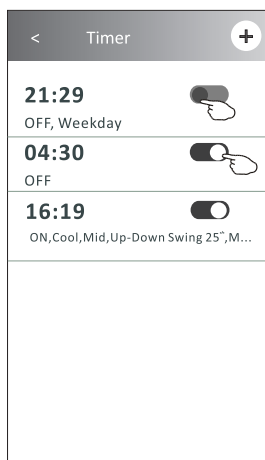 < Timer +
21:29
OFF, Weekday
04:30
OFF
16:19
ON,Cool,Mid,Up-Down Swing 25℃,M...